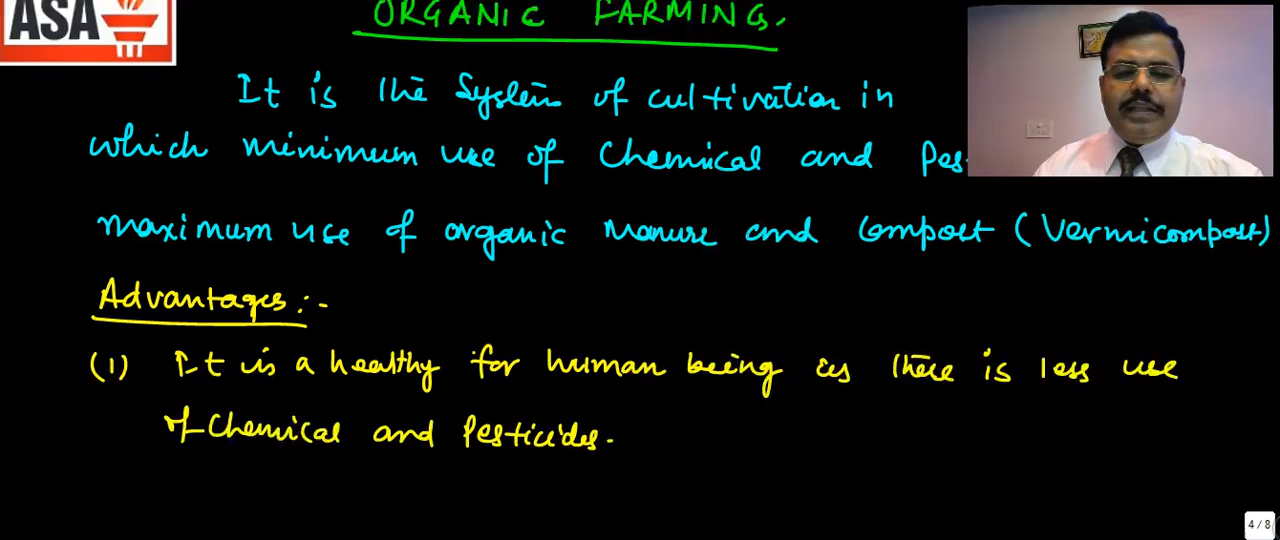 ASA
ORGANIC FARMING.
It is the System of cultivation in
which minimum use of Chemical and Pes
maximum use of organic manure and compost (Vermicompost)
Advantages:-
(1) It is a healthy for human being as there is less use
of Chemical and Pesticides.
4/8